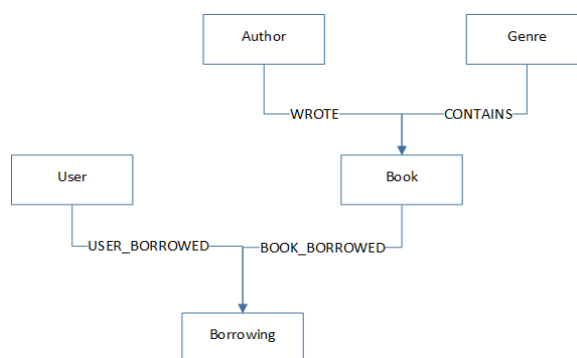 Author
Genre
WROTE
CONTAINS
User
Book
USER_BORROWED
BOOK_BORROWED
Borrowing